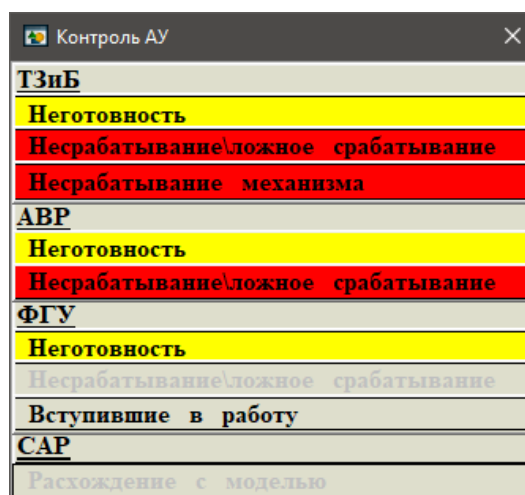 Контроль АУ
ТЗиБ
Неготовность
Несрабатывание\ложное срабатывание
Несрабатывание механизма
АВР
Неготовность
Несрабатывание\ложное срабатывание
ФГУ
Неготовность
Несрабатывание\ложное срабатывание
Вступившие в работу
САР
Расхождение с моделью